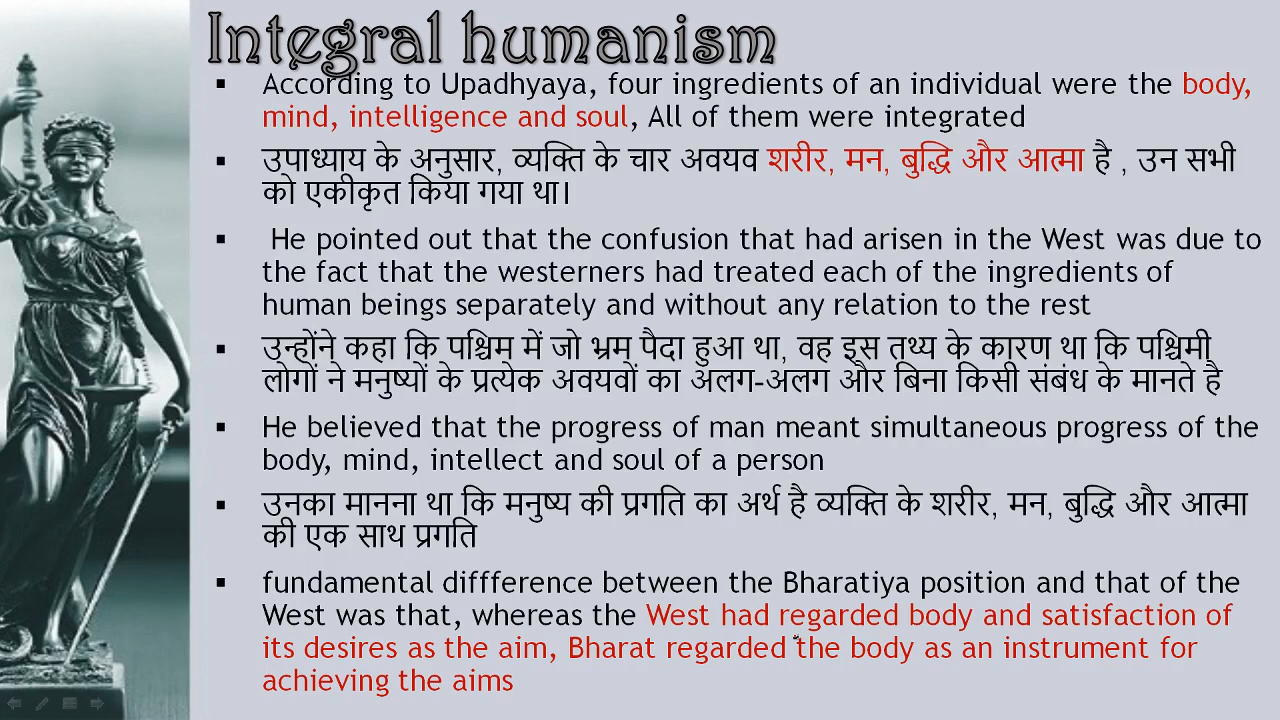 Integral humanism
▪ According to Upadhyaya, four ingredients of an individual were the body,
mind, intelligence and soul, All of them were integrated
▪ उपाध्याय के अनुसार, व्यक्ति के चार अवयव शरीर, मन, बुद्धि और आत्मा है , उन सभी
को एकीकृत किया गया था।
▪ He pointed out that the confusion that had arisen in the West was due to
the fact that the westerners had treated each of the ingredients of
human beings separately and without any relation to the rest
▪ उन्होंने कहा कि पश्चिम में जो भ्रम पैदा हुआ था, वह इस तथ्य के कारण था कि पश्चिमी
लोगों ने मनुष्यों के प्रत्येक अवयवों का अलग-अलग और बिना किसी संबंध के मानते है
▪ He believed that the progress of man meant simultaneous progress of the
body, mind, intellect and soul of a person
▪ उनका मानना था कि मनुष्य की प्रगति का अर्थ है व्यक्ति के शरीर, मन, बुद्धि और आत्मा
की एक साथ प्रगति
▪ fundamental diffference between the Bharatiya position and that of the
West was that, whereas the West had regarded body and satisfaction of
its desires as the aim, Bharat regarded the body as an instrument for
achieving the aims